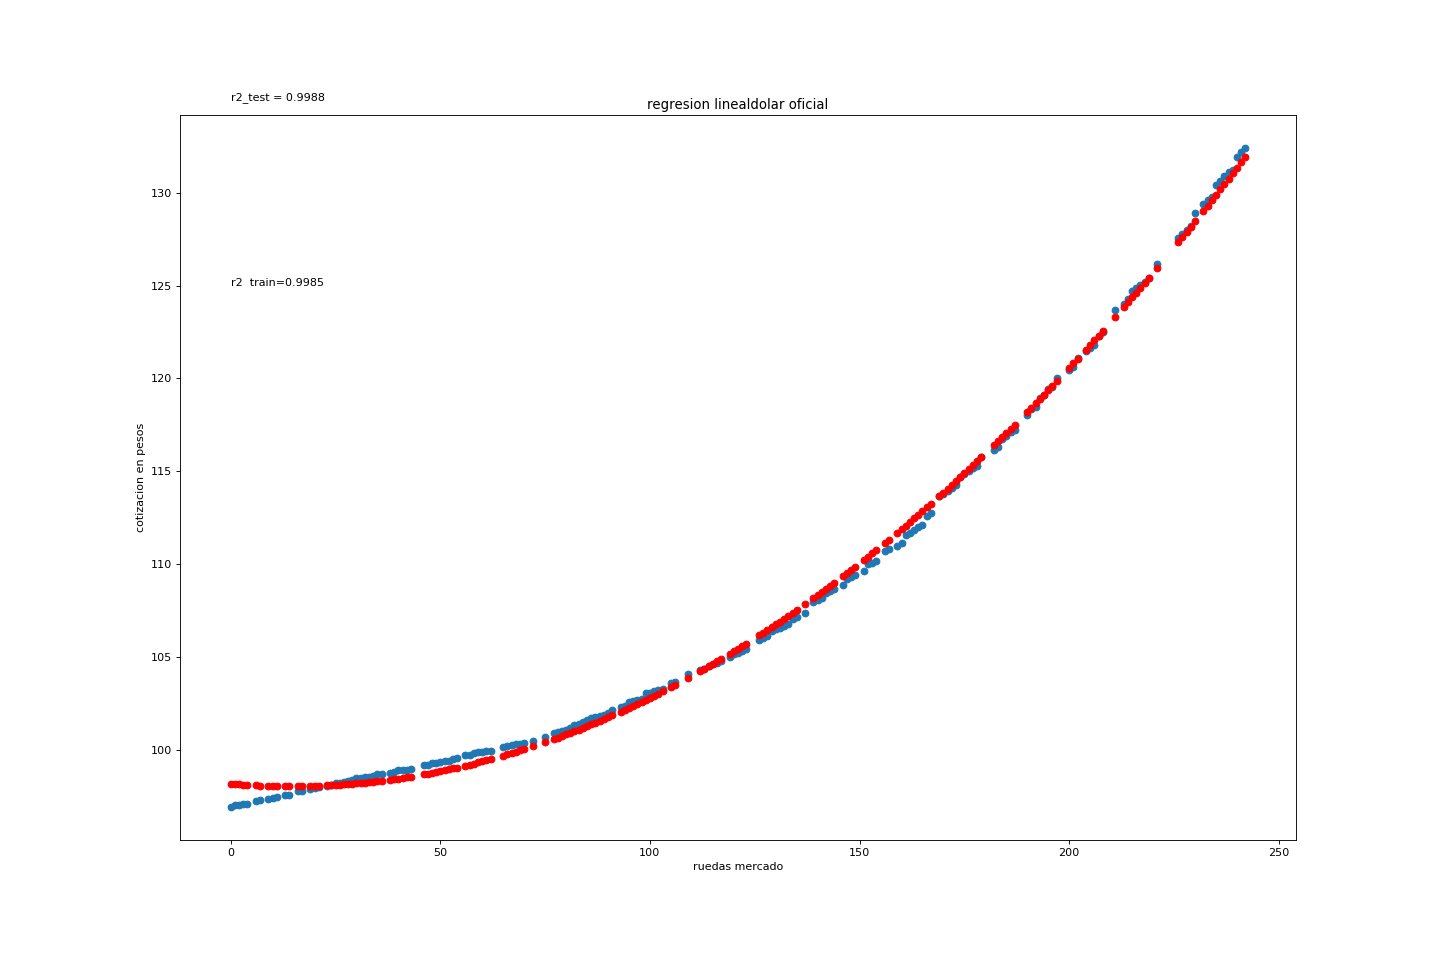 r2_test = 0.9988
regresion linealdolar oficial
130
125
120
115
110
105
100
r2  train=0.9985
cotizacion en pesos
0
50
100
150
200
250
ruedas mercado